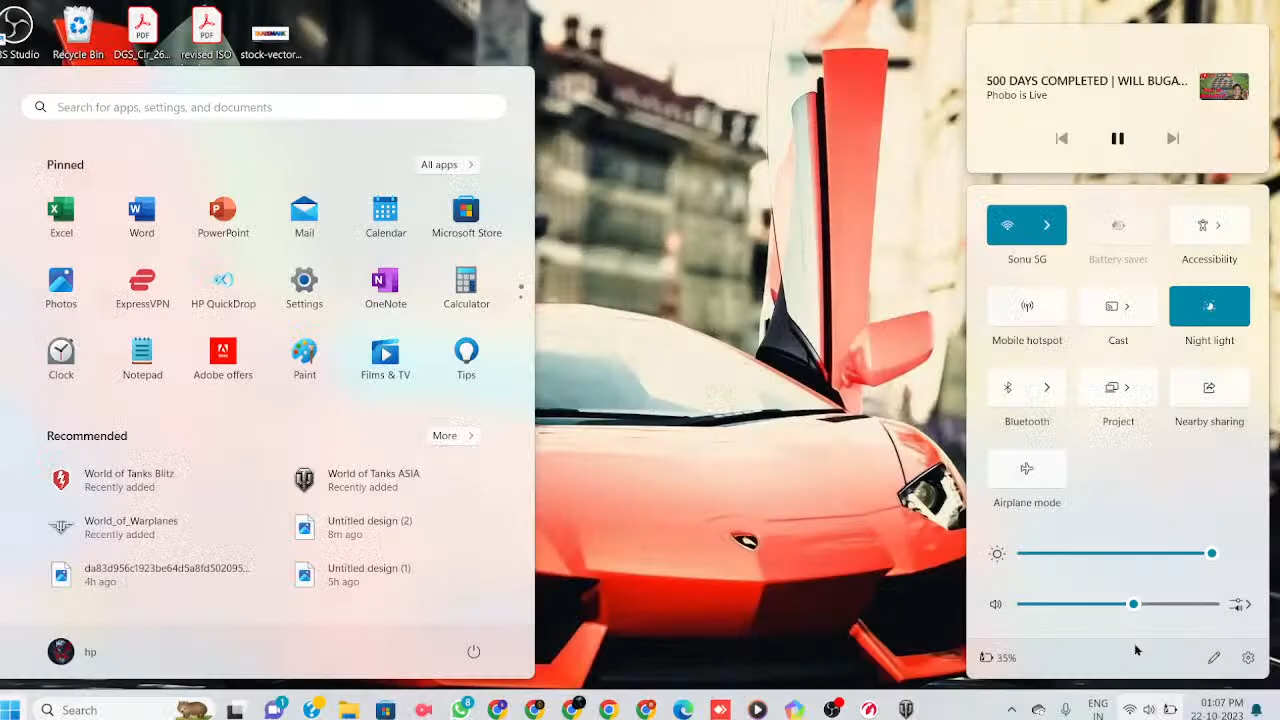 S Studio
Recycle Bin
DGS_Cir_26...
revised ISO
stock-vector...
PDF
PDF
TRADEMARK
Search for apps, settings, and documents
Pinned
All apps
Excel
Word
PowerPoint
Mail
Calendar
Microsoft Store
Photos
ExpressVPN
HP QuickDrop
Settings
OneNote
Calculator
Clock
Notepad
Adobe offers
Paint
Films & TV
Tips
Recommended
More
World of Tanks Blitz
Recently added
World of Tanks ASIA
Recently added
World_of_Warplanes
Recently added
Untitled design (2)
8m ago
da83d956c1923be64d5a8fd502095...
4h ago
Untitled design (1)
5h ago
hp
500 DAYS COMPLETED | WILL BUGA...
Phobo is Live
Sonu 5G
Battery saver
Accessibility
Mobile hotspot
Cast
Night light
Bluetooth
Project
Nearby sharing
Airplane mode
35%
Search
1
8
ENG
IN
01:07 PM
22-10-2023